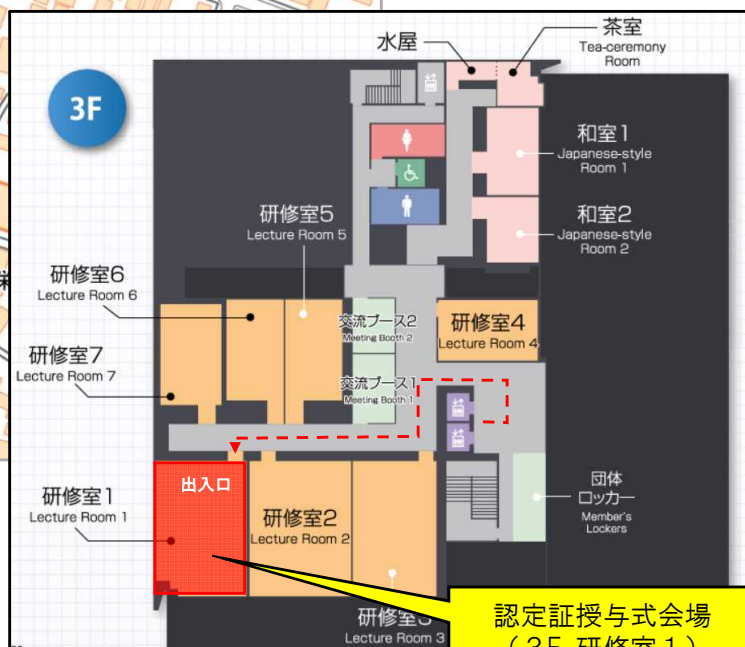 3F
水屋
茶室
Tea-ceremony
Room
和室1
Japanese-style
Room 1
和室2
Japanese-style
Room 2
研修室5
Lecture Room 5
研修室6
Lecture Room 6
研修室7
Lecture Room 7
交流ブース2
Meeting Booth 2
交流ブース1
Meeting Booth 1
研修室4
Lecture Room 4
出入口
研修室1
Lecture Room 1
研修室2
Lecture Room 2
研修室3
Lecture Room 3
団体
ロッカー
Member's
Lockers
認定証授与式会場
(3F 研修室1)